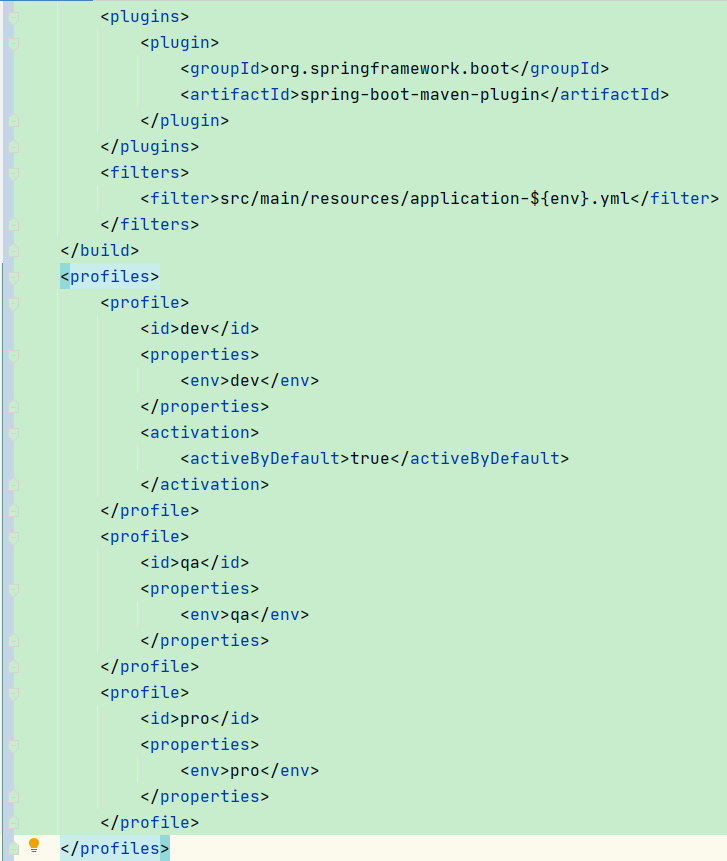 <plugins>
<plugin>
<groupId>org.springframework.boot</groupId>
<artifactId>spring-boot-maven-plugin</artifactId>
</plugin>
</plugins>
<filters>
<filter>src/main/resources/application-${env}.yml</filter>
</filters>
</build>
<profiles>
<profile>
<id>dev</id>
<properties>
<env>dev</env>
</properties>
<activation>
<activeByDefault>true</activeByDefault>
</activation>
</profile>
<profile>
<id>qa</id>
<properties>
<env>qa</env>
</properties>
</profile>
<profile>
<id>pro</id>
<properties>
<env>pro</env>
</properties>
</profile>
</profiles>